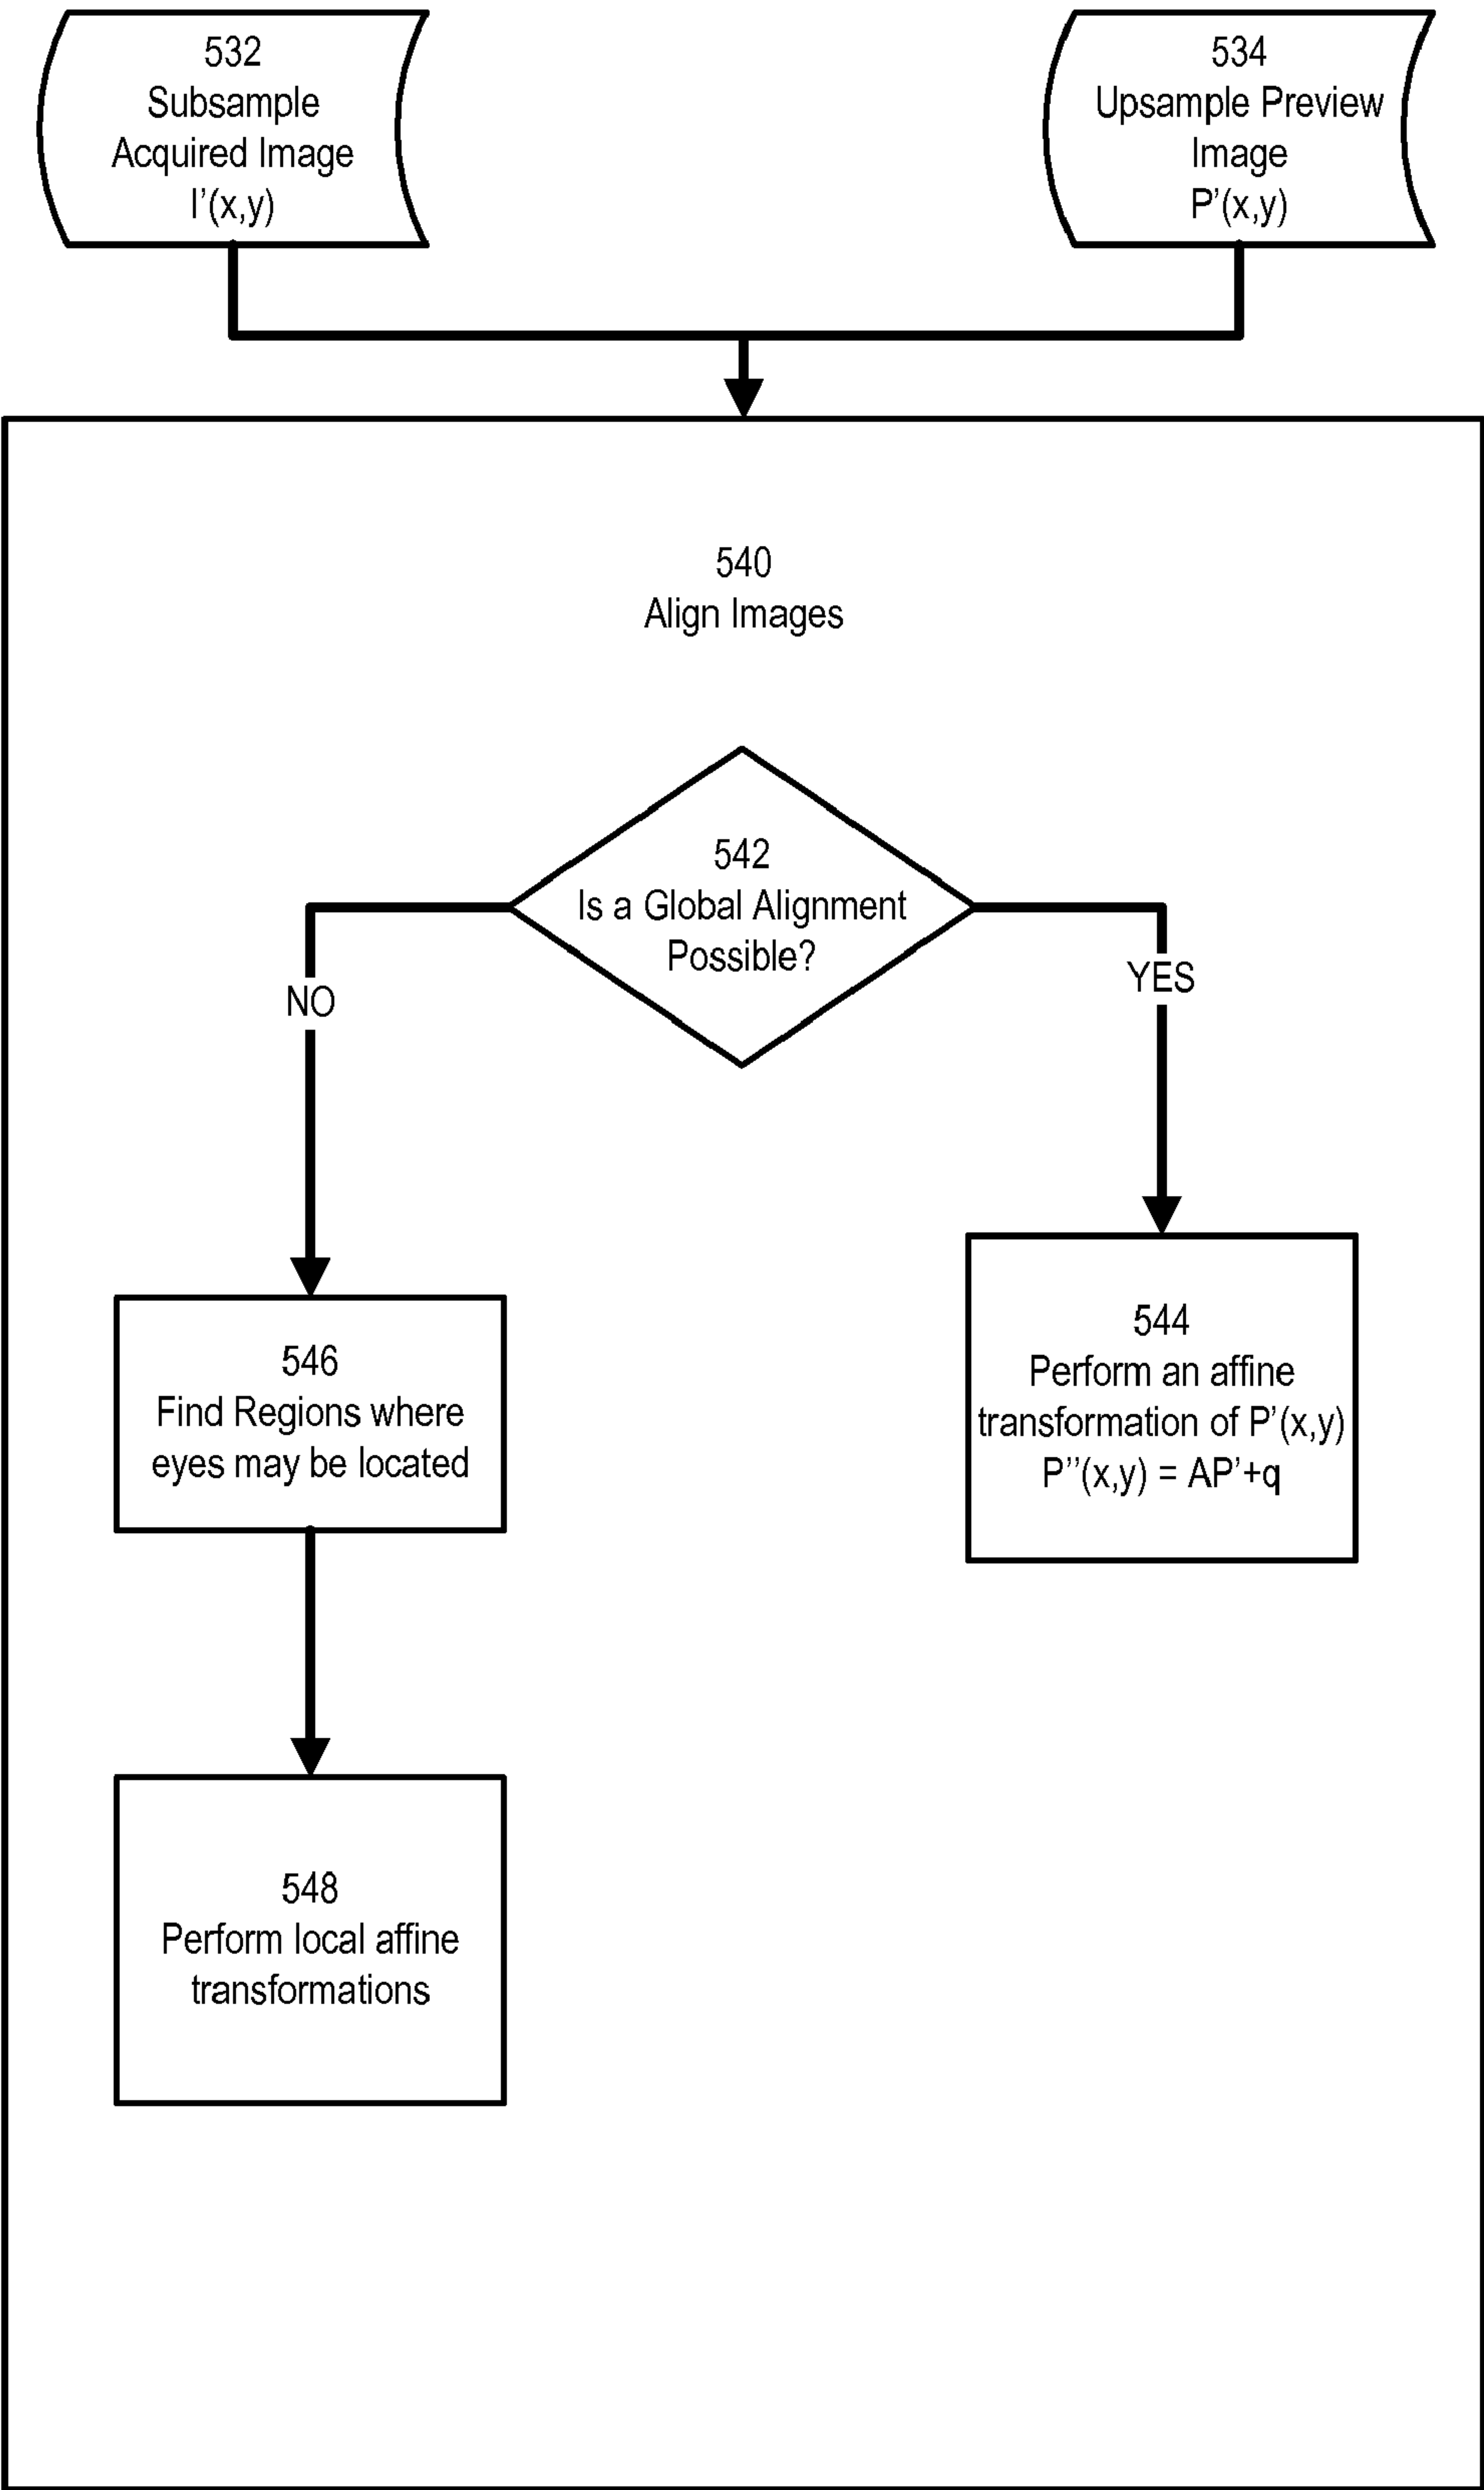 532
Subsample
Acquired Image
I'(x,y)
534
Upsample Preview
Image
P'(x,y)
540
Align Images
542
Is a Global Alignment
Possible?
NO
YES
546
Find Regions where
eyes may be located
544
Perform an affine
transformation of P'(x,y)
P''(x,y) = AP'+q
548
Perform local affine
transformations